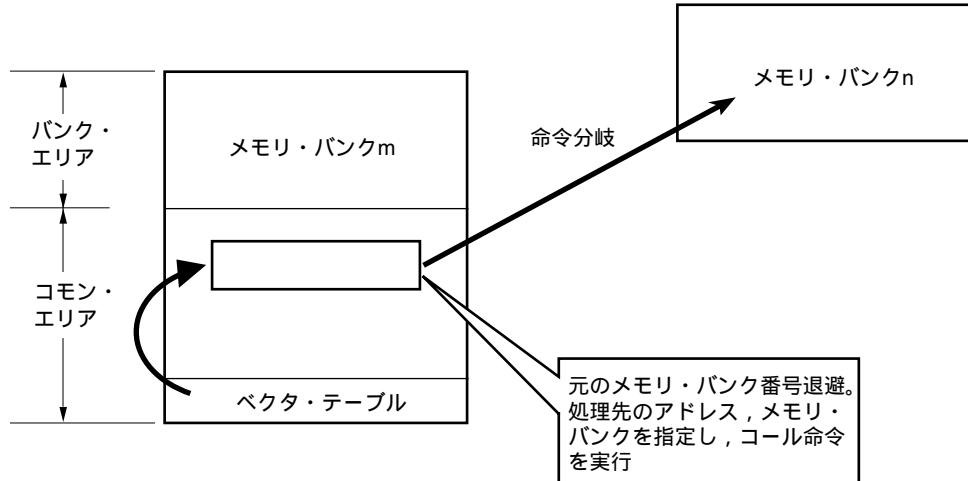 メモリ・バンクn
命令分岐
バンク・
エリア
メモリ・バンクm
コモン・
エリア
ベクタ・テーブル
元のメモリ・バンク番号退避。
処理先のアドレス，メモリ・
バンクを指定し，コール命令
を実行